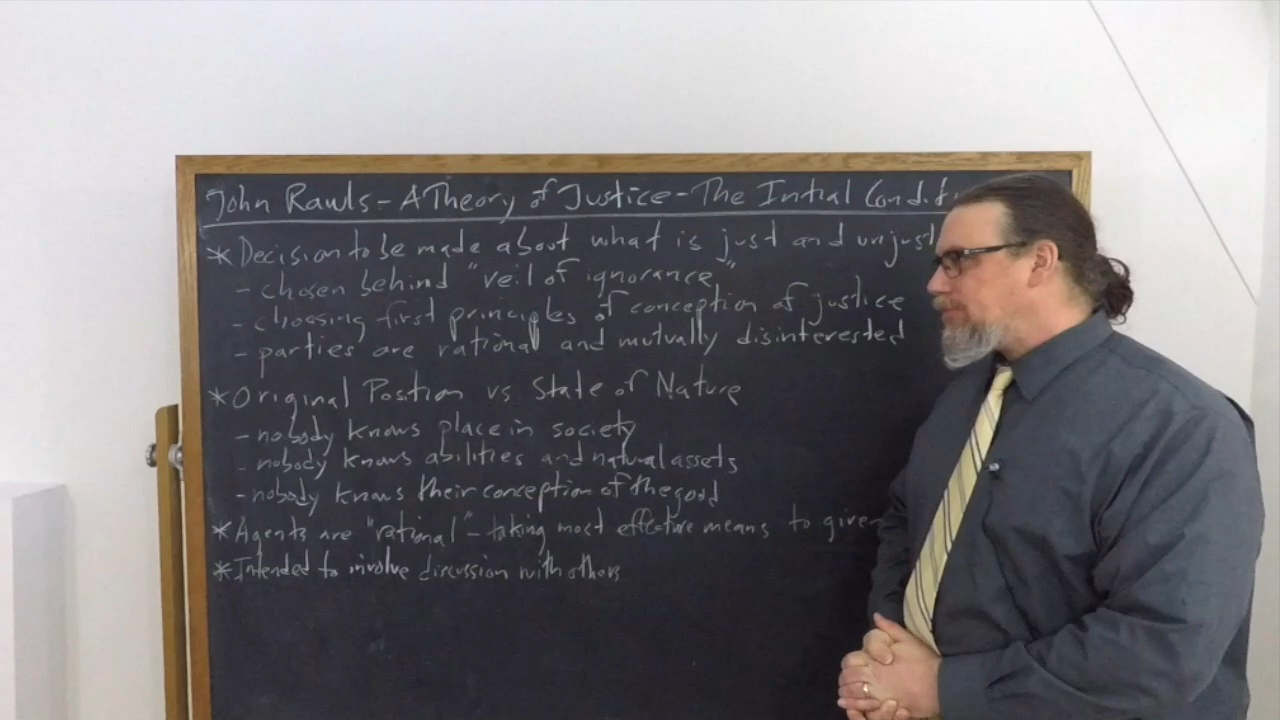 John Rawls - A Theory of Justice - The Initial Condit
* Decision to be made about what is just and unjust
- chosen behind "veil of ignorance"
- choosing first principles of conception of justice
- parties are rational and mutually disinterested
* Original Position vs State of Nature
- nobody knows place in society
- nobody knows abilities and natural assets
- nobody knows their conception of the good
* Agents are "rational" - taking most effective means to given
* Intended to involve discussion with others